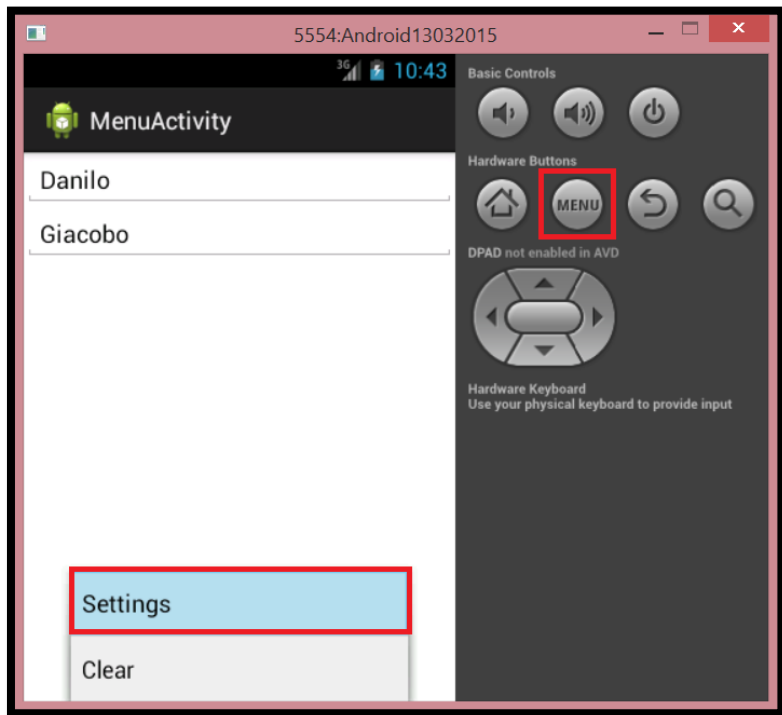 5554:Android13032015
3G 10:43
MenuActivity
Danilo
Giacobo
Settings
Clear
Basic Controls
Hardware Buttons
MENU
DPAD not enabled in AVD
Hardware Keyboard
Use your physical keyboard to provide input